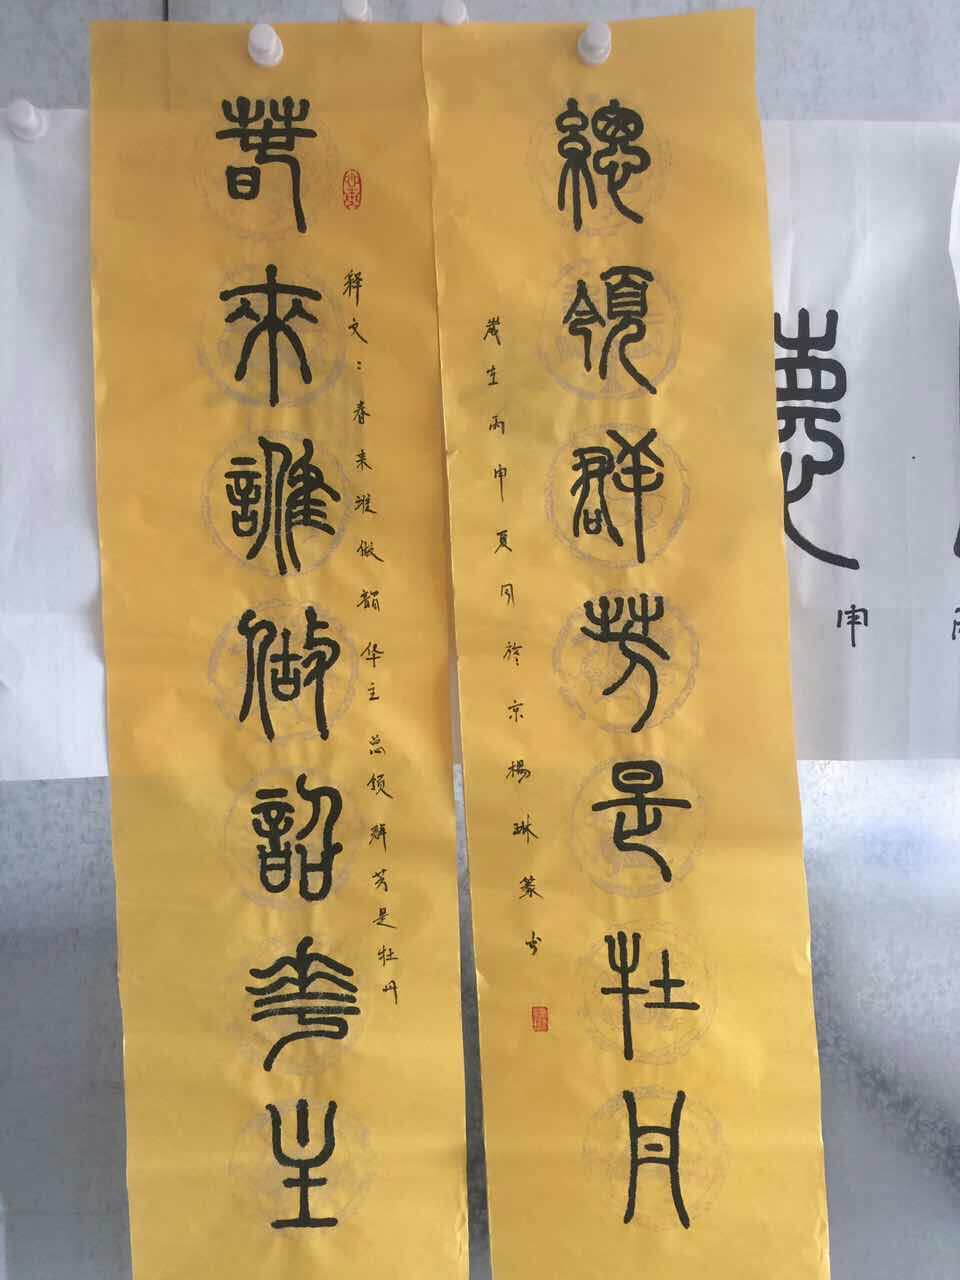 春來誰做韶華主
释文：春来谁做韶华主总领群芳是牡丹
總領群芳是牡丹
歲在丙申夏月於京楊琳篆书
德
申